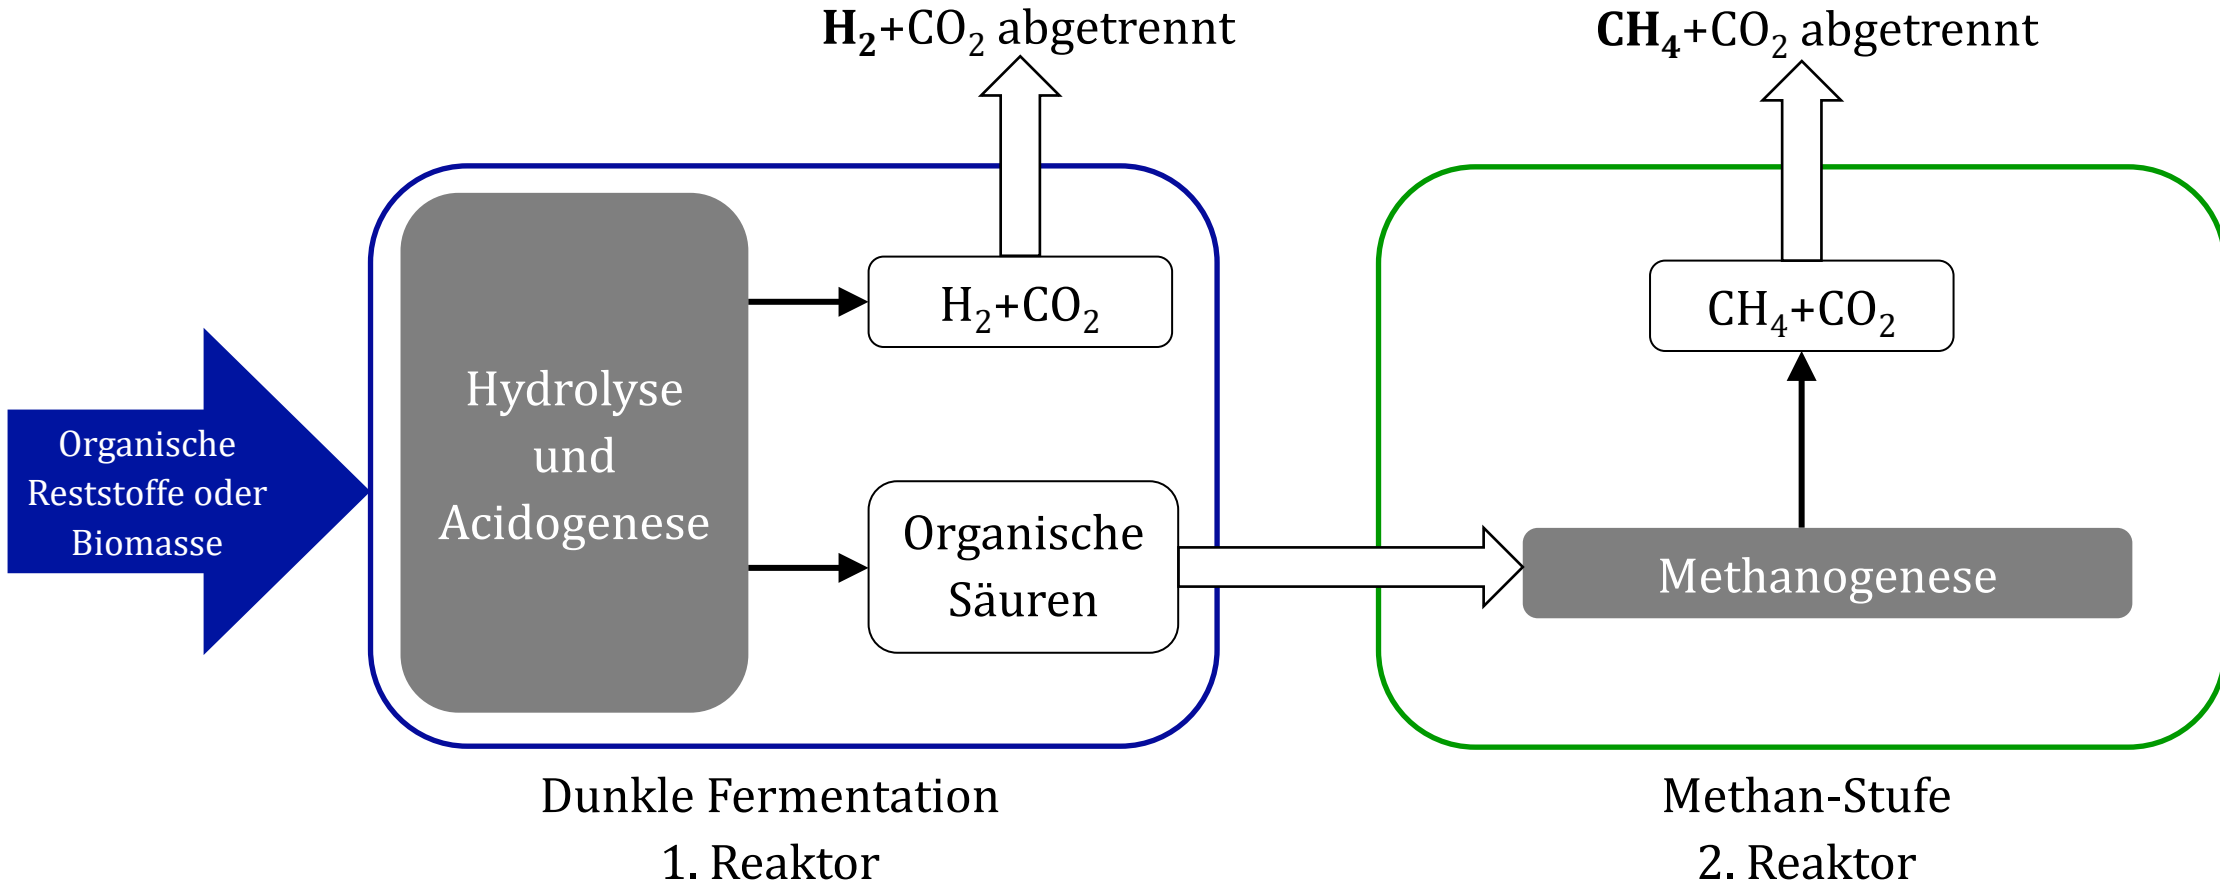 H₂+CO₂ abgetrennt
CH₄+CO₂ abgetrennt
Organische
Reststoffe oder
Biomasse
Hydrolyse
und
Acidogenese
H₂+CO₂
Organische
Säuren
CH₄+CO₂
Methanogenese
Dunkle Fermentation
1. Reaktor
Methan-Stufe
2. Reaktor